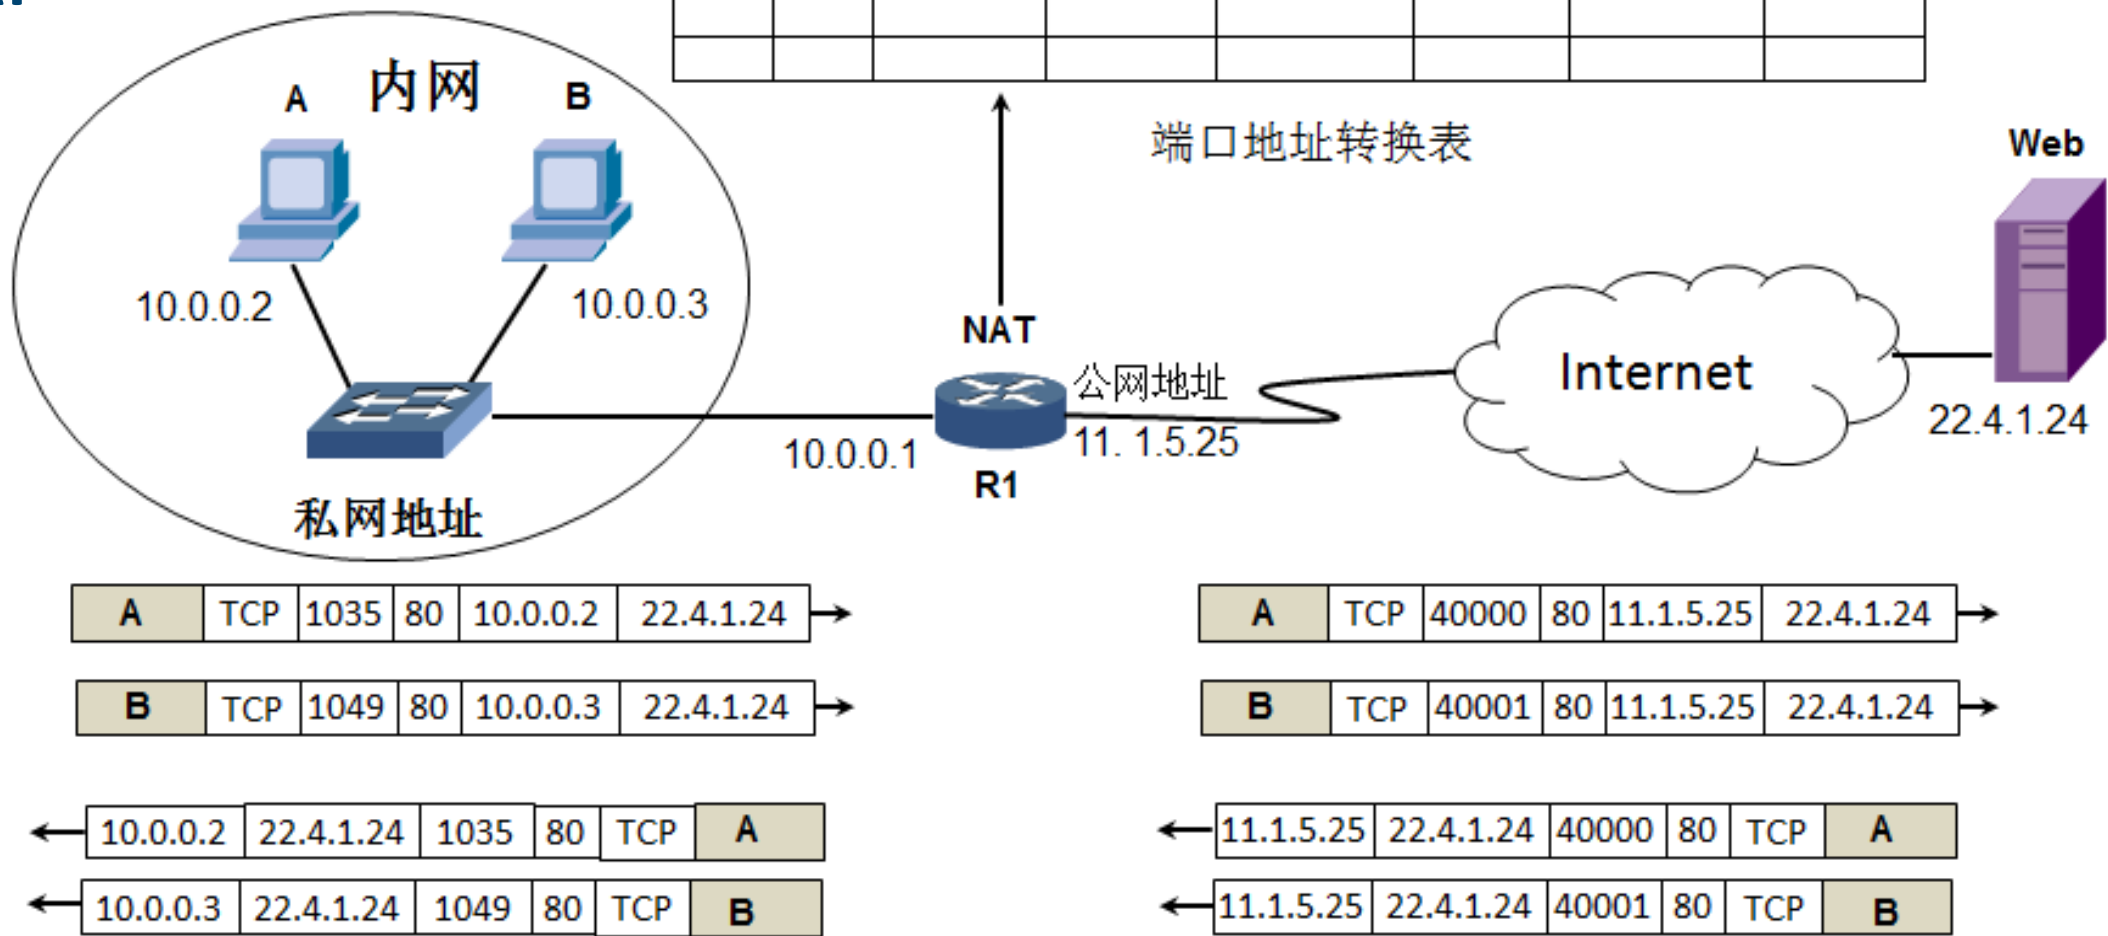 A 内网 B
端口地址转换表
Web
10.0.0.2 10.0.0.3
NAT
公网地址
Internet
10.0.0.1 11. 1.5.25
22.4.1.24
R1
私网地址
A TCP 1035 80 10.0.0.2 22.4.1.24
A TCP 40000 80 11.1.5.25 22.4.1.24
B TCP 1049 80 10.0.0.3 22.4.1.24
B TCP 40001 80 11.1.5.25 22.4.1.24
10.0.0.2 22.4.1.24 1035 80 TCP A
11.1.5.25 22.4.1.24 40000 80 TCP A
10.0.0.3 22.4.1.24 1049 80 TCP B
11.1.5.25 22.4.1.24 40001 80 TCP B